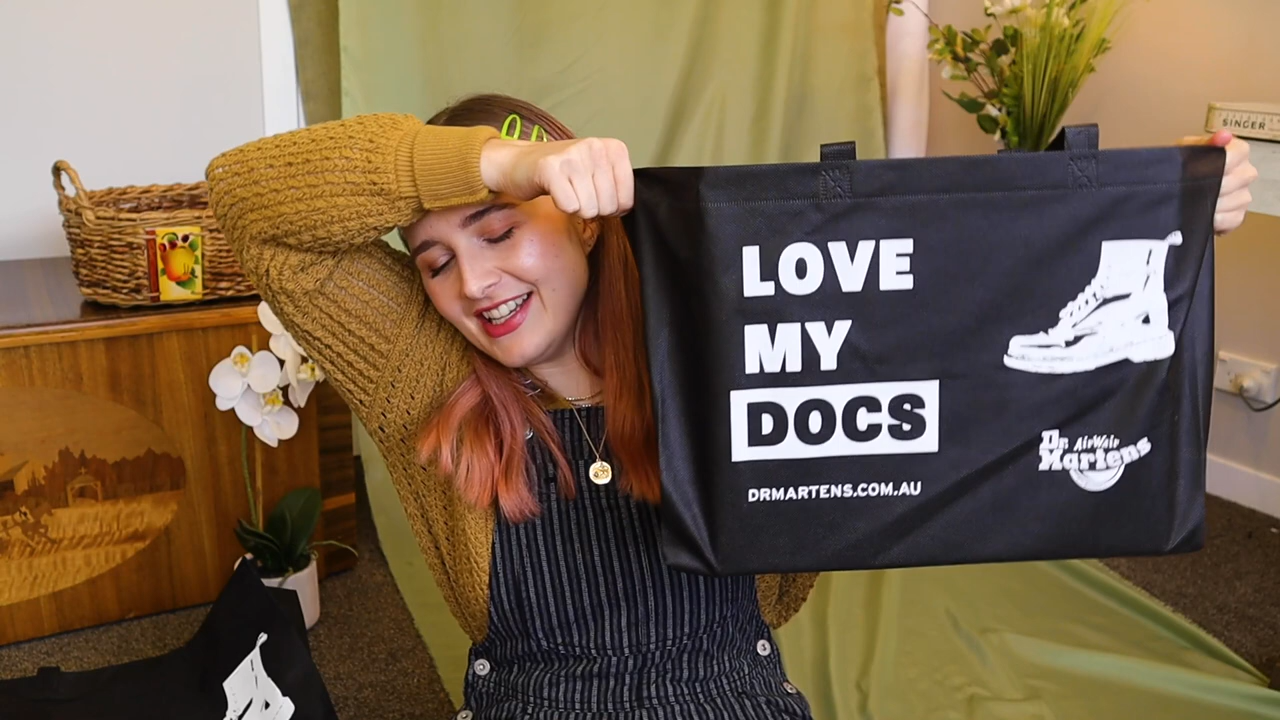 LOVE
MY
DOCS
DRMARTENS.COM.AU
Dr. AirWair
Martens
SINGER